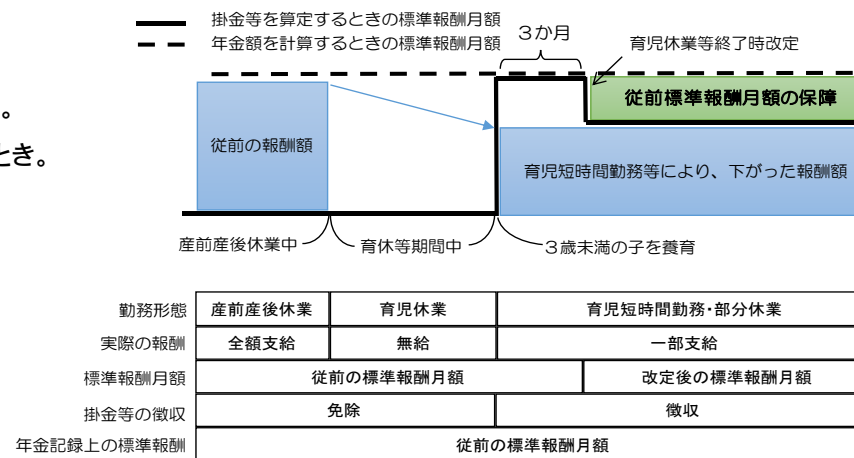 掛金等を算定するときの標準報酬月額
年金額を計算するときの標準報酬月額
3か月
育児休業等終了時改定
。
とき。
従前の報酬額
従前標準報酬月額の保障
育児短時間勤務等により、下がった報酬額
産前産後休業中
育休等期間中
3歳未満の子を養育
勤務形態 産前産後休業 育児休業 育児短時間勤務・部分休業
実際の報酬 全額支給 無給 一部支給
標準報酬月額 従前の標準報酬月額 改定後の標準報酬月額
掛金等の徴収 免除 徴収
年金記録上の標準報酬 従前の標準報酬月額